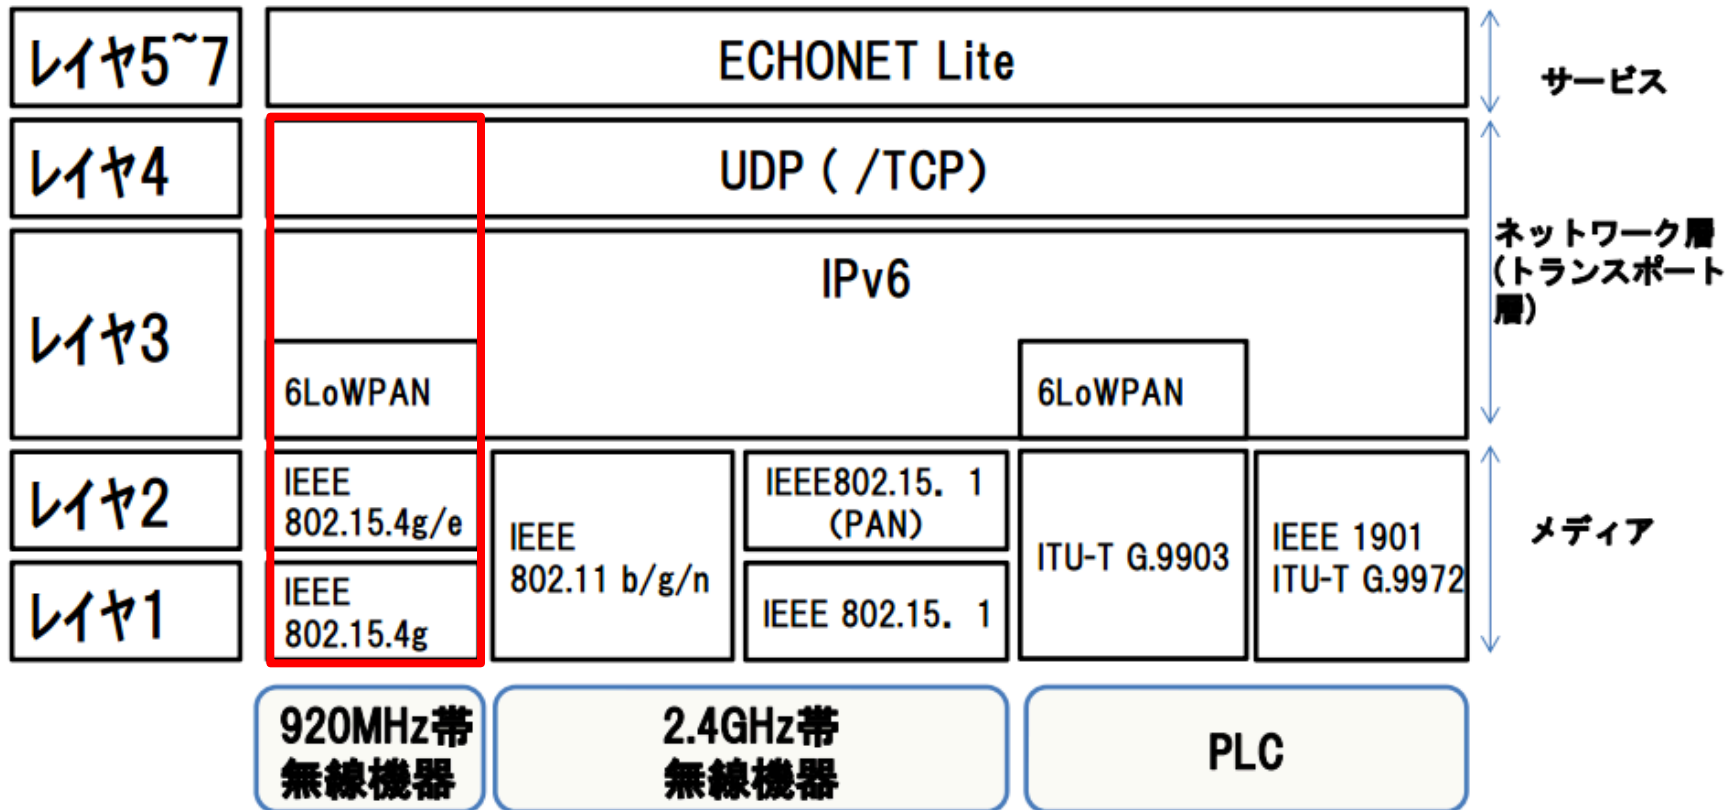 レイヤ5~7
ECHONET Lite
サービス
レイヤ4
UDP ( /TCP)
ネットワーク層
(トランスポート
層)
レイヤ3
IPv6
6LoWPAN
6LoWPAN
レイヤ2
IEEE
802.15.4g/e
IEEE
802.11 b/g/n
IEEE802.15. 1
(PAN)
ITU-T G.9903
IEEE 1901
ITU-T G.9972
メディア
レイヤ1
IEEE
802.15.4g
IEEE 802.15. 1
920MHz帯
無線機器
2.4GHz帯
無線機器
PLC